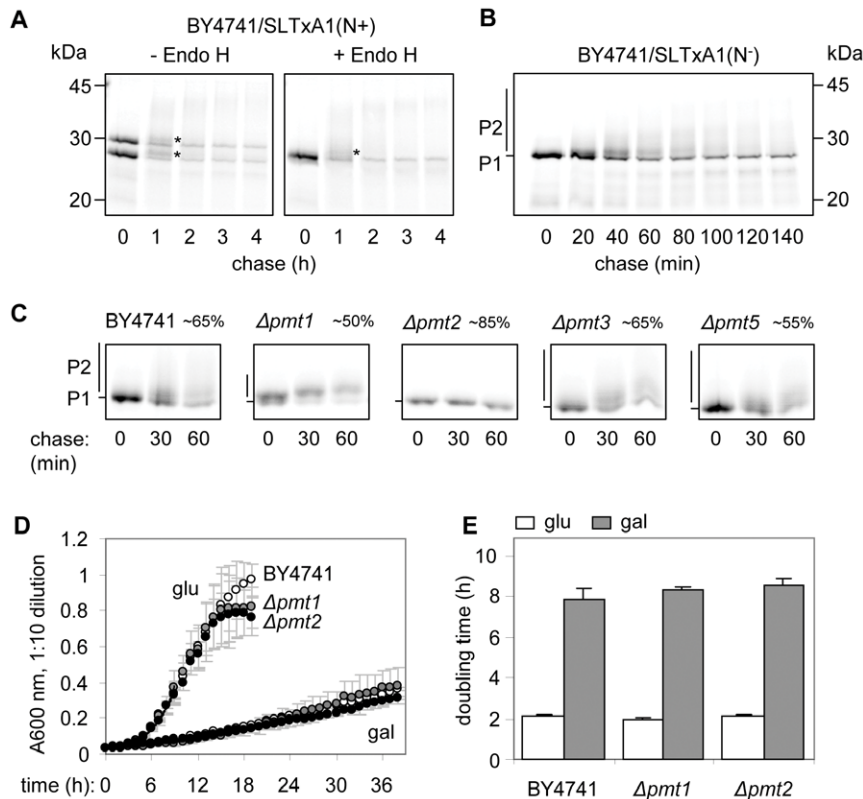 A
BY4741/SLTxA1(N+)
kDa
- Endo H
+ Endo H
45
30
20
*
*
*
0 1 2 3 4
0 1 2 3 4
chase (h)
B
BY4741/SLTxA1(N-)
kDa
P2
P1
45
30
20
0 20 40 60 80 100 120 140
chase (min)
C
BY4741 ~65%
Δpmt1 ~50%
Δpmt2 ~85%
Δpmt3 ~65%
Δpmt5 ~55%
P2
P1
chase: 0 30 60
0 30 60
0 30 60
0 30 60
0 30 60
(min)
D
A600 nm, 1:10 dilution
1.2
1
0.8
0.6
0.4
0.2
0
glu
BY4741
Δpmt1
Δpmt2
gal
time (h): 0 6 12 18 24 30 36
E
glu gal
doubling time (h)
10
8
6
4
2
0
BY4741 Δpmt1 Δpmt2